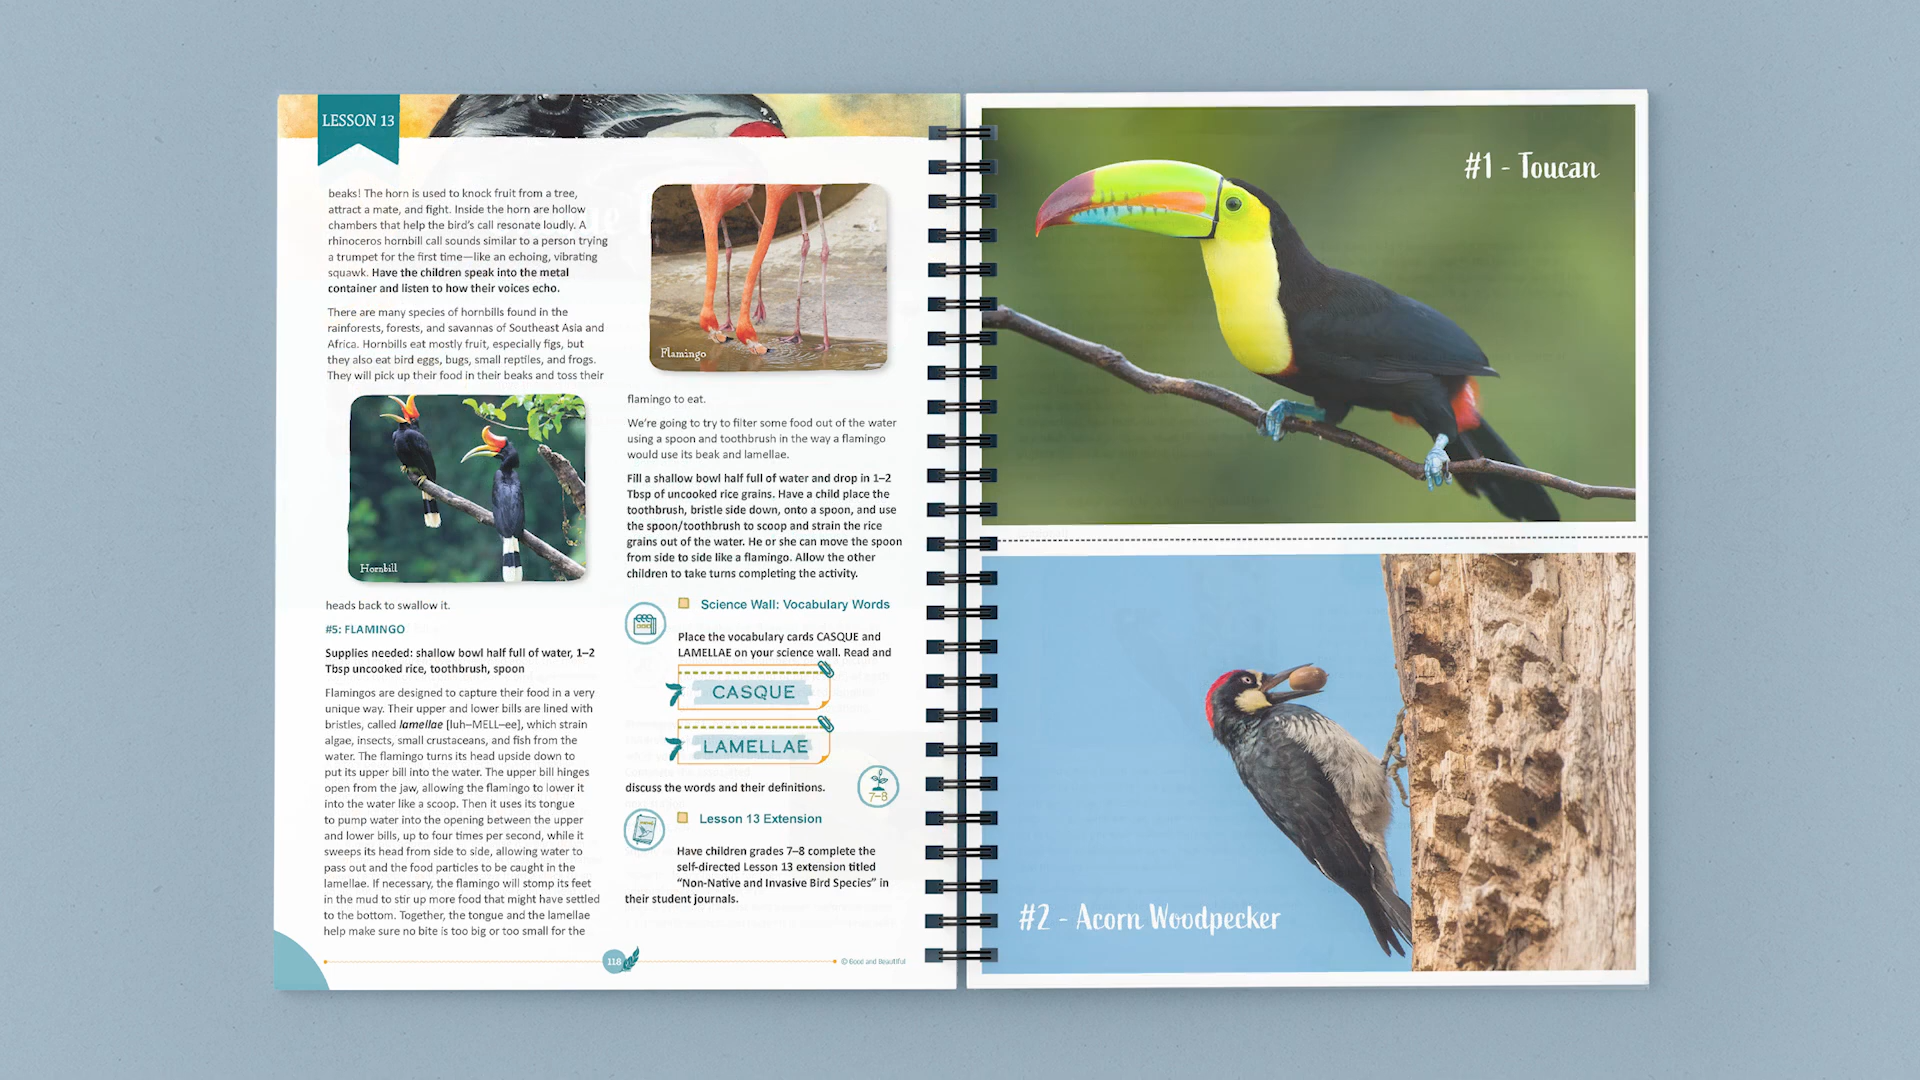 LESSON 13
beaks! The horn is used to knock fruit from a tree,
attract a mate, and fight. Inside the horn are hollow
chambers that help the bird's call resonate loudly. A
rhinoceros hornbill call sounds similar to a person trying
a trumpet for the first time—like an echoing, vibrating
squawk. Have the children speak into the metal
container and listen to how their voices echo.
There are many species of hornbills found in the
rainforests, forests, and savannas of Southeast Asia and
Africa. Hornbills eat mostly fruit, especially figs, but
they also eat bird eggs, bugs, small reptiles, and frogs.
They will pick up their food in their beaks and toss their
Hornbill
heads back to swallow it.
#5: FLAMINGO
Supplies needed: shallow bowl half full of water, 1–2
Tbsp uncooked rice, toothbrush, spoon
Flamingos are designed to capture their food in a very
unique way. Their upper and lower bills are lined with
bristles, called lamellae [luh–MELL–ee], which strain
algae, insects, small crustaceans, and fish from the
water. The flamingo turns its head upside down to
put its upper bill into the water. The upper bill hinges
open from the jaw, allowing the flamingo to lower it
into the water like a scoop. Then it uses its tongue
to pump water into the opening between the upper
and lower bills, up to four times per second, while it
sweeps its head from side to side, allowing water to
pass out and the food particles to be caught in the
lamellae. If necessary, the flamingo will stomp its feet
in the mud to stir up more food that might have settled
to the bottom. Together, the tongue and the lamellae
help make sure no bite is too big or too small for the
Flamingo
flamingo to eat.
We're going to try to filter some food out of the water
using a spoon and toothbrush in the way a flamingo
would use its beak and lamellae.
Fill a shallow bowl half full of water and drop in 1–2
Tbsp of uncooked rice grains. Have a child place the
toothbrush, bristle side down, onto a spoon, and use
the spoon/toothbrush to scoop and strain the rice
grains out of the water. He or she can move the spoon
from side to side like a flamingo. Allow the other
children to take turns completing the activity.
Science Wall: Vocabulary Words
Place the vocabulary cards CASQUE and
LAMELLAE on your science wall. Read and
CASQUE
LAMELLAE
discuss the words and their definitions.
7–8
Lesson 13 Extension
Have children grades 7–8 complete the
self-directed Lesson 13 extension titled
"Non-Native and Invasive Bird Species" in
their student journals.
118
© Good and Beautiful
#1 - Toucan
#2 - Acorn Woodpecker